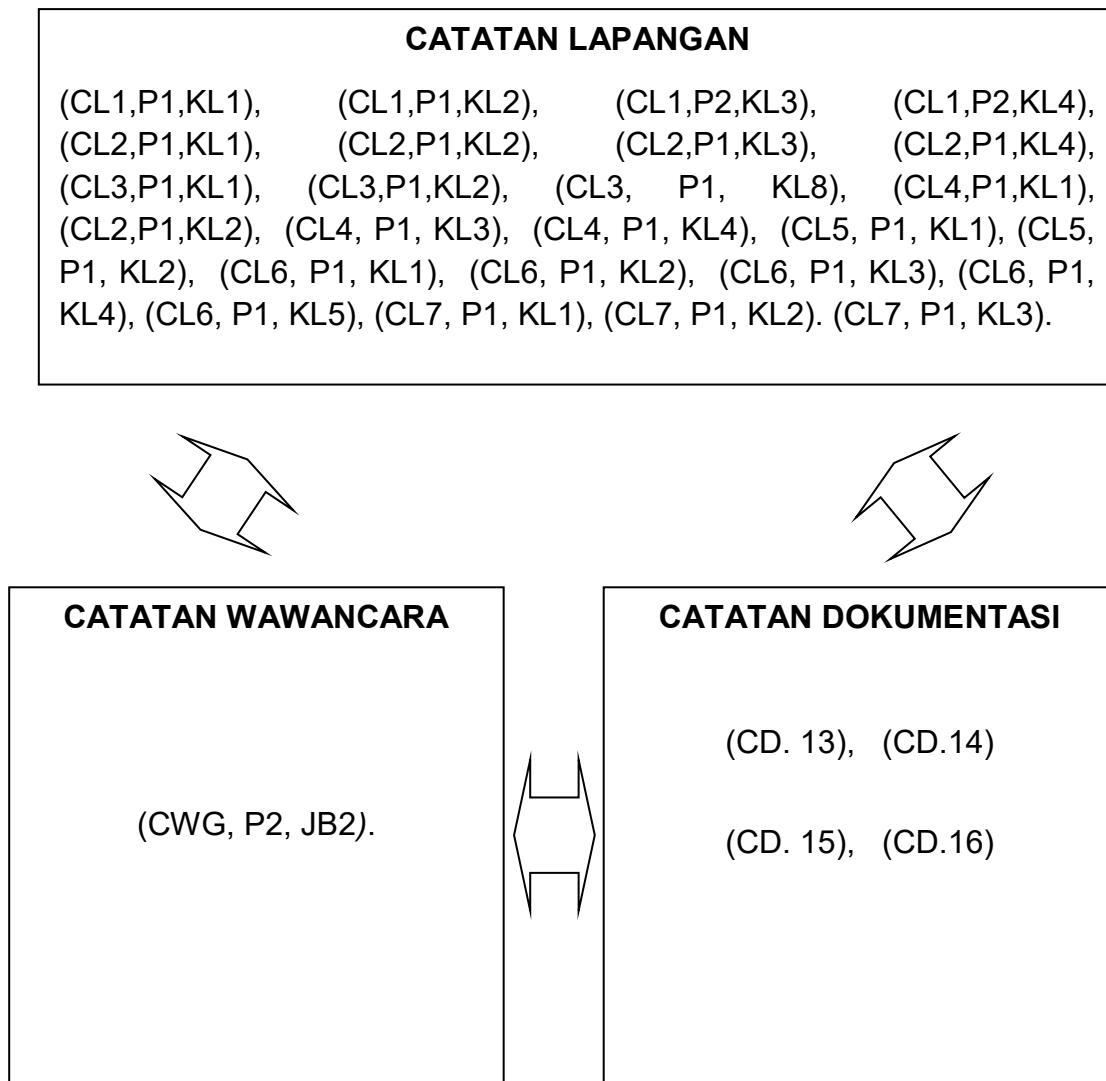 CATATAN LAPANGAN
(CL1,P1,KL1), (CL1,P1,KL2), (CL1,P2,KL3), (CL1,P2,KL4),
(CL2,P1,KL1), (CL2,P1,KL2), (CL2,P1,KL3), (CL2,P1,KL4),
(CL3,P1,KL1), (CL3,P1,KL2), (CL3, P1, KL8), (CL4,P1,KL1),
(CL2,P1,KL2), (CL4, P1, KL3), (CL4, P1, KL4), (CL5, P1, KL1), (CL5,
P1, KL2), (CL6, P1, KL1), (CL6, P1, KL2), (CL6, P1, KL3), (CL6, P1,
KL4), (CL6, P1, KL5), (CL7, P1, KL1), (CL7, P1, KL2). (CL7, P1, KL3).
CATATAN WAWANCARA
(CWG, P2, JB2).
CATATAN DOKUMENTASI
(CD. 13), (CD.14)
(CD. 15), (CD.16)